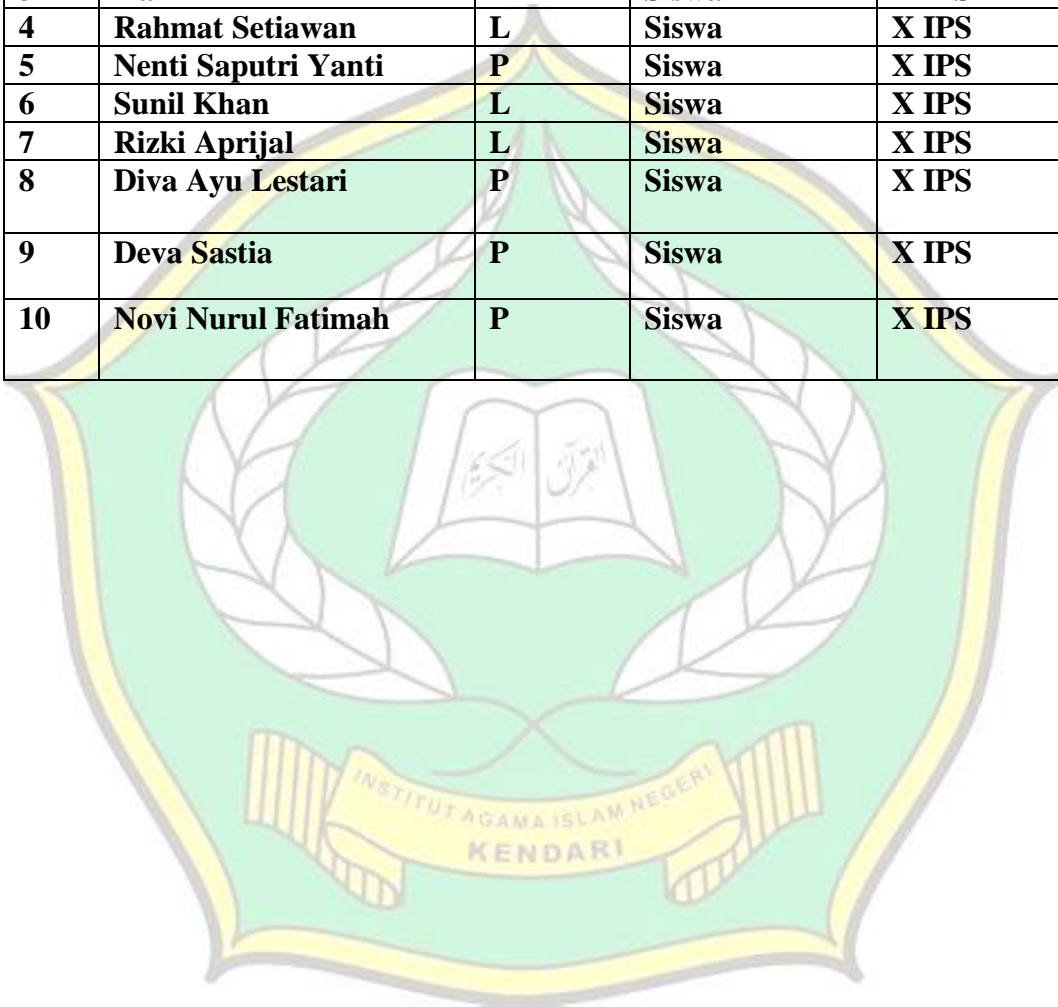 4 Rahmat Setiawan L Siswa X IPS
5 Nenti Saputri Yanti P Siswa X IPS
6 Sunil Khan L Siswa X IPS
7 Rizki Aprijal L Siswa X IPS
8 Diva Ayu Lestari P Siswa X IPS
9 Deva Sastia P Siswa X IPS
10 Novi Nurul Fatimah P Siswa X IPS
القرآن الكريم
INSTITUT AGAMA ISLAM NEGERI
KENDARI